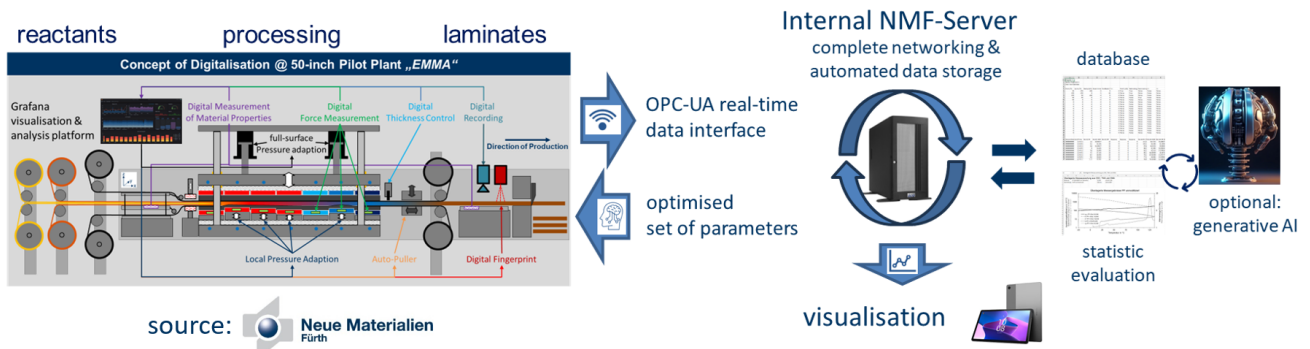 reactants
processing
laminates
Concept of Digitalisation @ 50-inch Pilot Plant „EMMA“
Grafana
visualisation &
analysis platform
Digital Measurement
of Material Properties
Digital
Force Measurement
Digital
Thickness Control
Digital
Recording
full-surface
Pressure adaption
Direction of Production
Local Pressure Adaption
Auto-Puller
Digital Fingerprint
source:
Neue Materialien
Fürth
OPC-UA real-time
data interface
optimised
set of parameters
Internal NMF-Server
complete networking &
automated data storage
visualisation
database
statistic
evaluation
optional:
generative AI